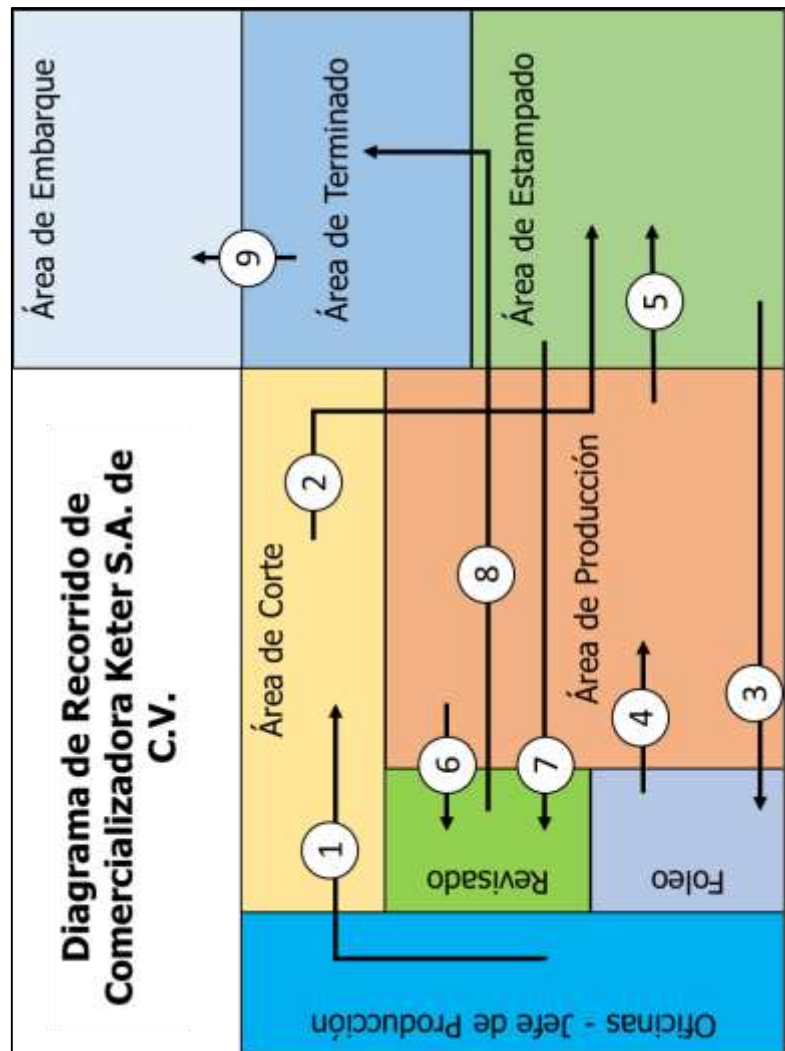 Diagrama de Recorrido de
Comercializadora Keter S.A. de
C.V.
Área de Embarque
9
Área de Terminado
Área de Corte
1
2
Área de Estampado
6
8
7
5
Área de Producción
4
3
Revisado
Foleo
Oficinas - Jefe de Producción